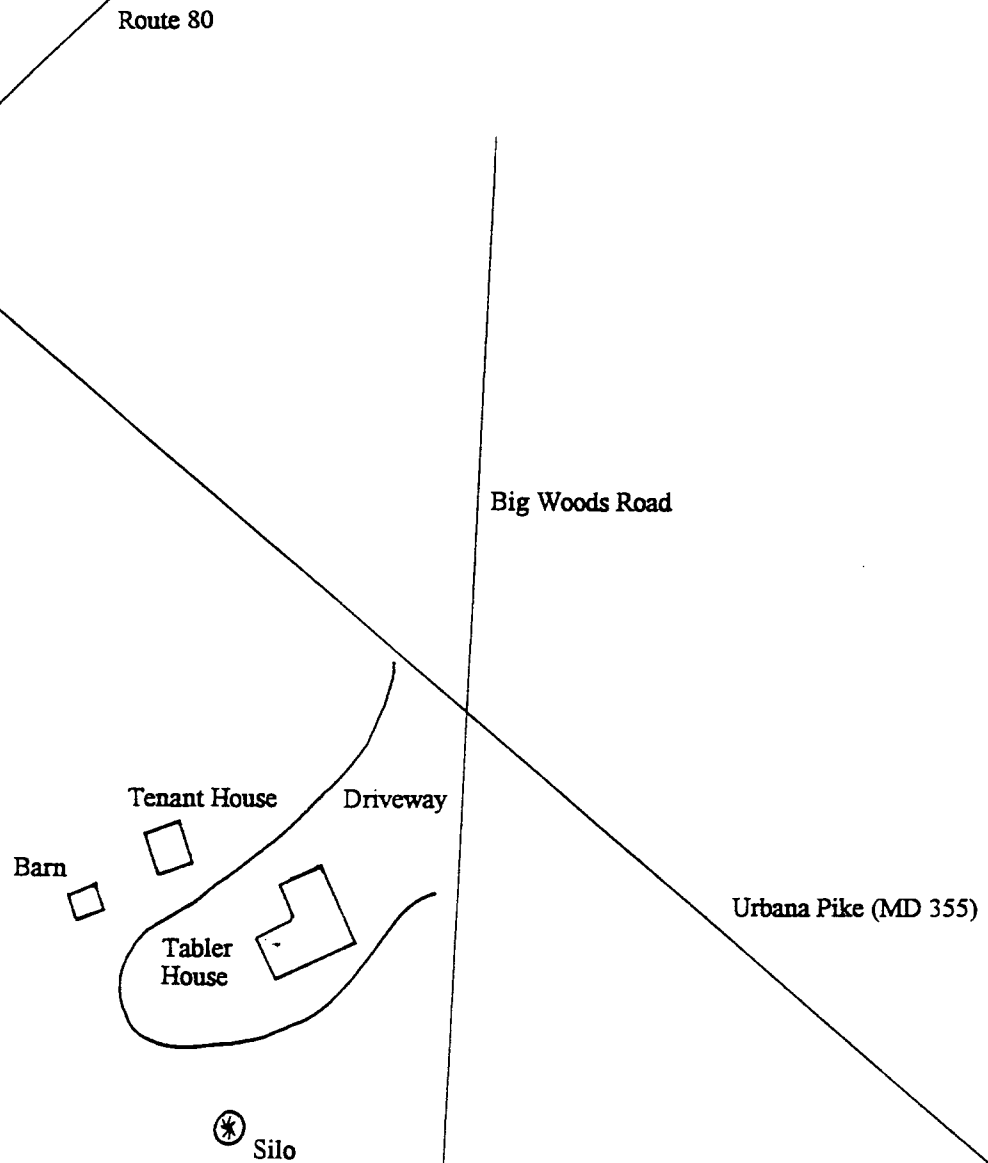 Route 80
Big Woods Road
Tenant House
Driveway
Barn
Urbana Pike (MD 355)
Tabler
House
Silo